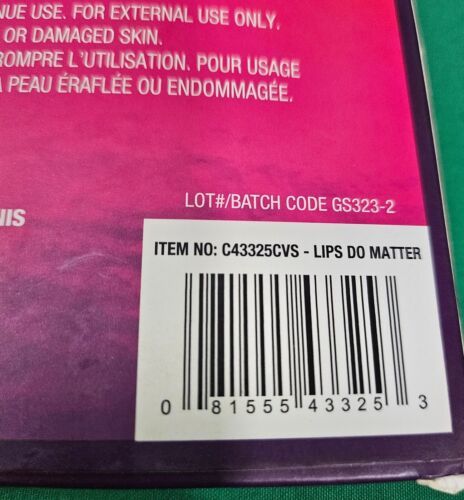 NUE USE. FOR EXTERNAL USE ONLY,
OR DAMAGED SKIN.
ROMPRE L'UTILISATION. POUR USAGE
A PEAU ÉRAFLÉE OU ENDOMMAGÉE,
NIS
LOT#/BATCH CODE GS323-2
ITEM NO: C43325CVS - LIPS DO MATTER
0 81555 43325 3